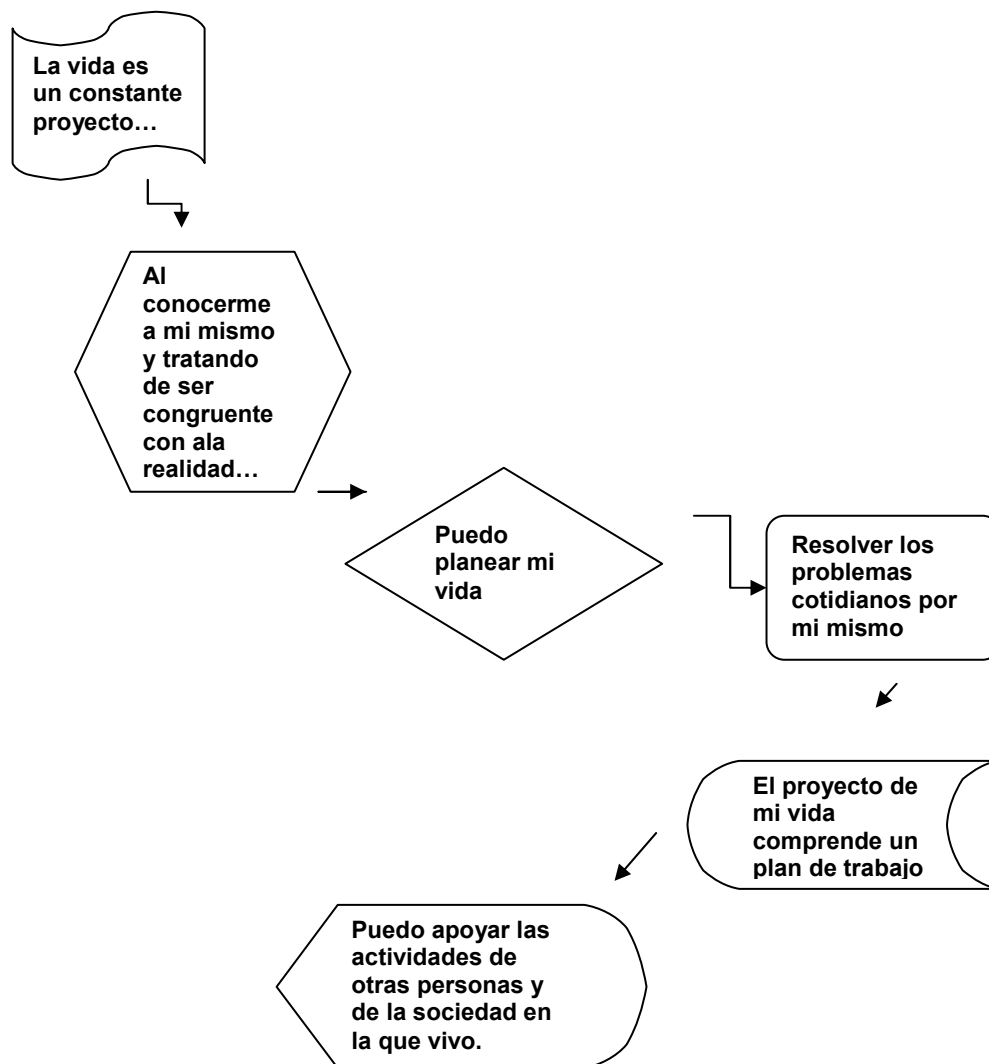 La vida es
un constante
proyecto…
Al
conocerme
a mi mismo
y tratando
de ser
congruente
con ala
realidad…
Puedo
planear mi
vida
Resolver los
problemas
cotidianos por
mi mismo
El proyecto de
mi vida
comprende un
plan de trabajo
Puedo apoyar las
actividades de
otras personas y
de la sociedad en
la que vivo.